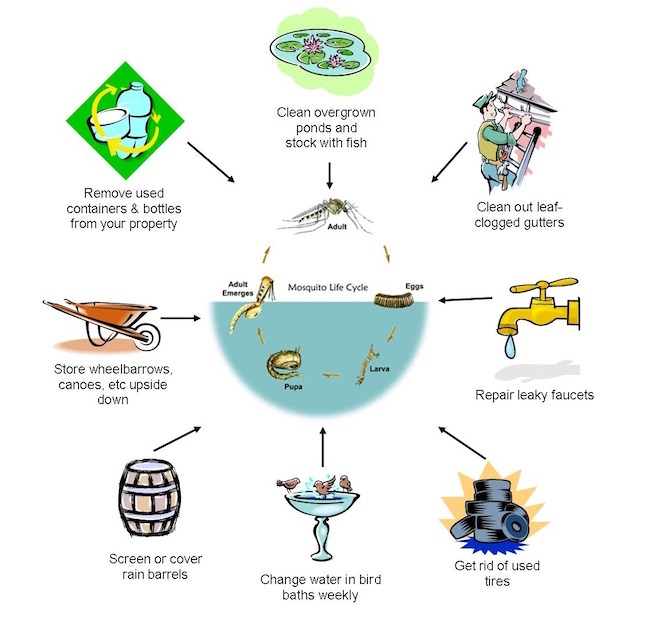 Clean overgrown
ponds and
stock with fish
Remove used
containers & bottles
from your property
Clean out leaf-
clogged gutters
Adult
Adult
Emerges
Mosquito Life Cycle
Eggs
Larva
Pupa
Store wheelbarrows,
canoes, etc upside
down
Repair leaky faucets
Screen or cover
rain barrels
Change water in bird
baths weekly
Get rid of used
tires